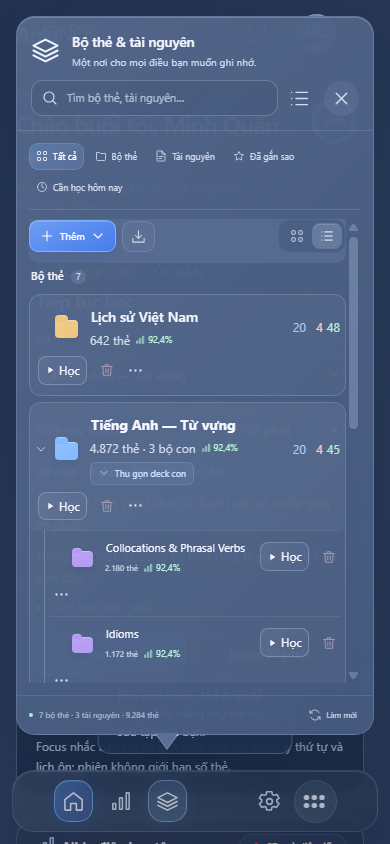 Bộ thẻ & tài nguyên
Một nơi cho mọi điều bạn muốn ghi nhớ.
Tìm bộ thẻ, tài nguyên...
Tất cả
Bộ thẻ
Tài nguyên
Đã gắn sao
Cần học hôm nay
Thêm
Bộ thẻ 7
Lịch sử Việt Nam
642 thẻ 92,4%
20 4 48
Học
Tiếng Anh — Từ vựng
4.872 thẻ · 3 bộ con 92,4%
20 4 45
Thu gọn deck con
Học
Collocations & Phrasal Verbs
2.180 thẻ 92,4%
Học
Idioms
1.172 thẻ 92,4%
Học
7 bộ thẻ · 3 tài nguyên · 9.284 thẻ
Làm mới
Focus nhắc
thứ tự và
lịch ôn; phiên không giới hạn số thẻ.